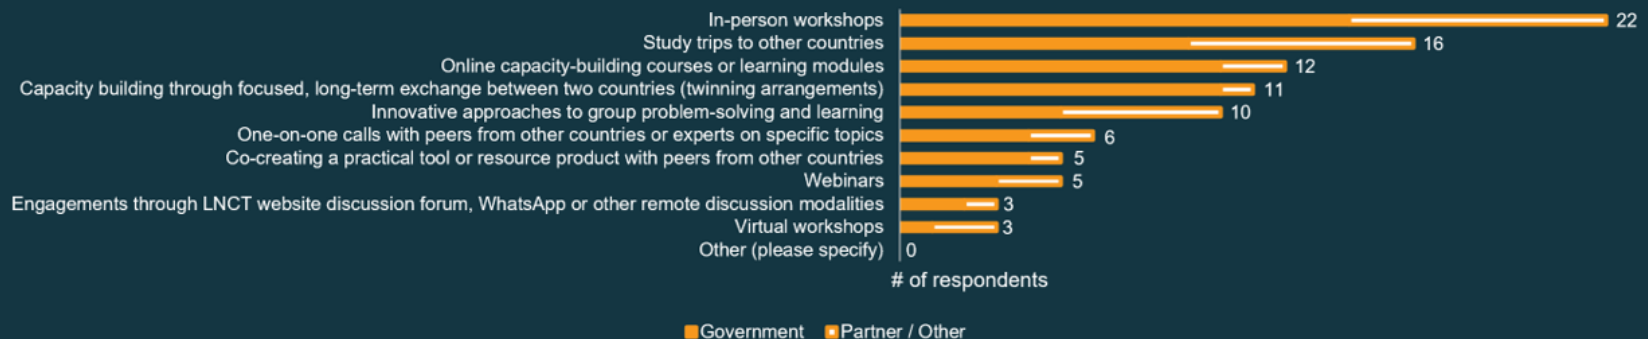 In-person workshops 22
Study trips to other countries 16
Online capacity-building courses or learning modules 12
Capacity building through focused, long-term exchange between two countries (twinning arrangements) 11
Innovative approaches to group problem-solving and learning 10
One-on-one calls with peers from other countries or experts on specific topics 6
Co-creating a practical tool or resource product with peers from other countries 5
Webinars 5
Engagements through LNCT website discussion forum, WhatsApp or other remote discussion modalities 3
Virtual workshops 3
Other (please specify) 0
# of respondents
Government Partner / Other